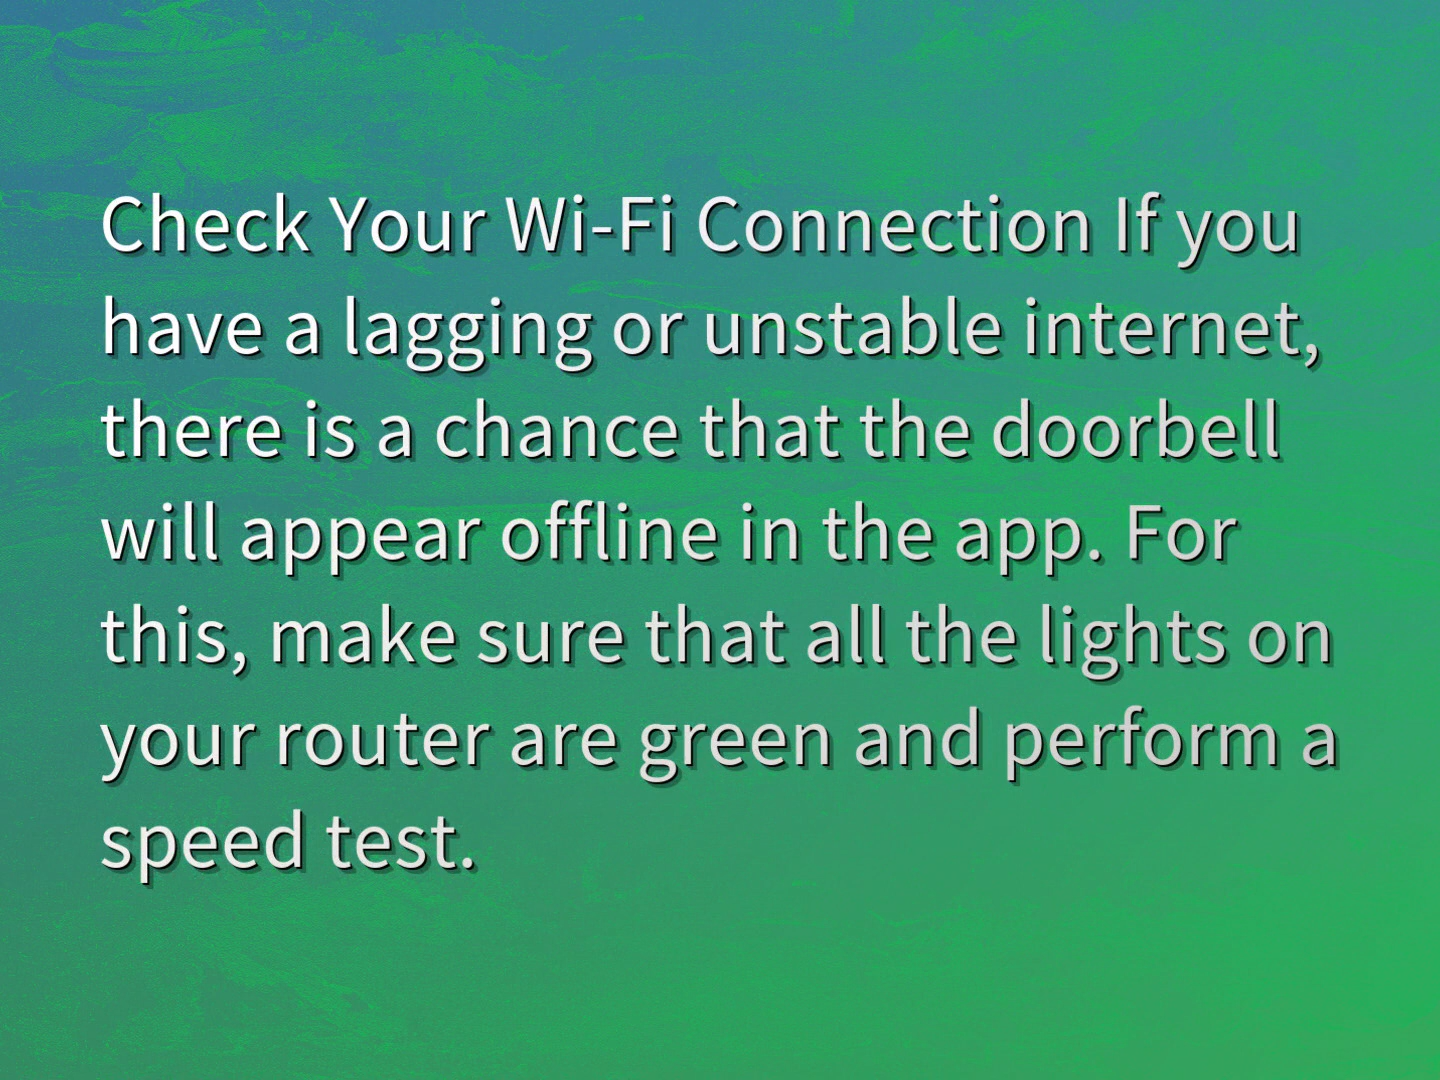 Check Your Wi-Fi Connection If you
have a lagging or unstable internet,
there is a chance that the doorbell
will appear offline in the app. For
this, make sure that all the lights on
your router are green and perform a
speed test.